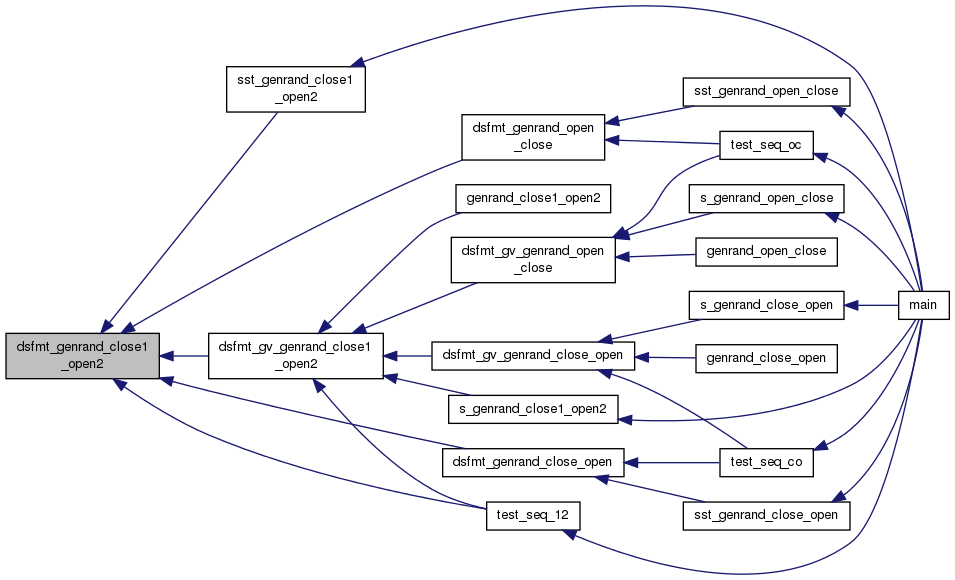 sst_genrand_close1
_open2
sst_genrand_open_close
dsfmt_genrand_open
_close
test_seq_oc
genrand_close1_open2
s_genrand_open_close
dsfmt_gv_genrand_open
_close
genrand_open_close
s_genrand_close_open
main
dsfmt_genrand_close1
_open2
dsfmt_gv_genrand_close1
_open2
dsfmt_gv_genrand_close_open
genrand_close_open
s_genrand_close1_open2
dsfmt_genrand_close_open
test_seq_co
test_seq_12
sst_genrand_close_open